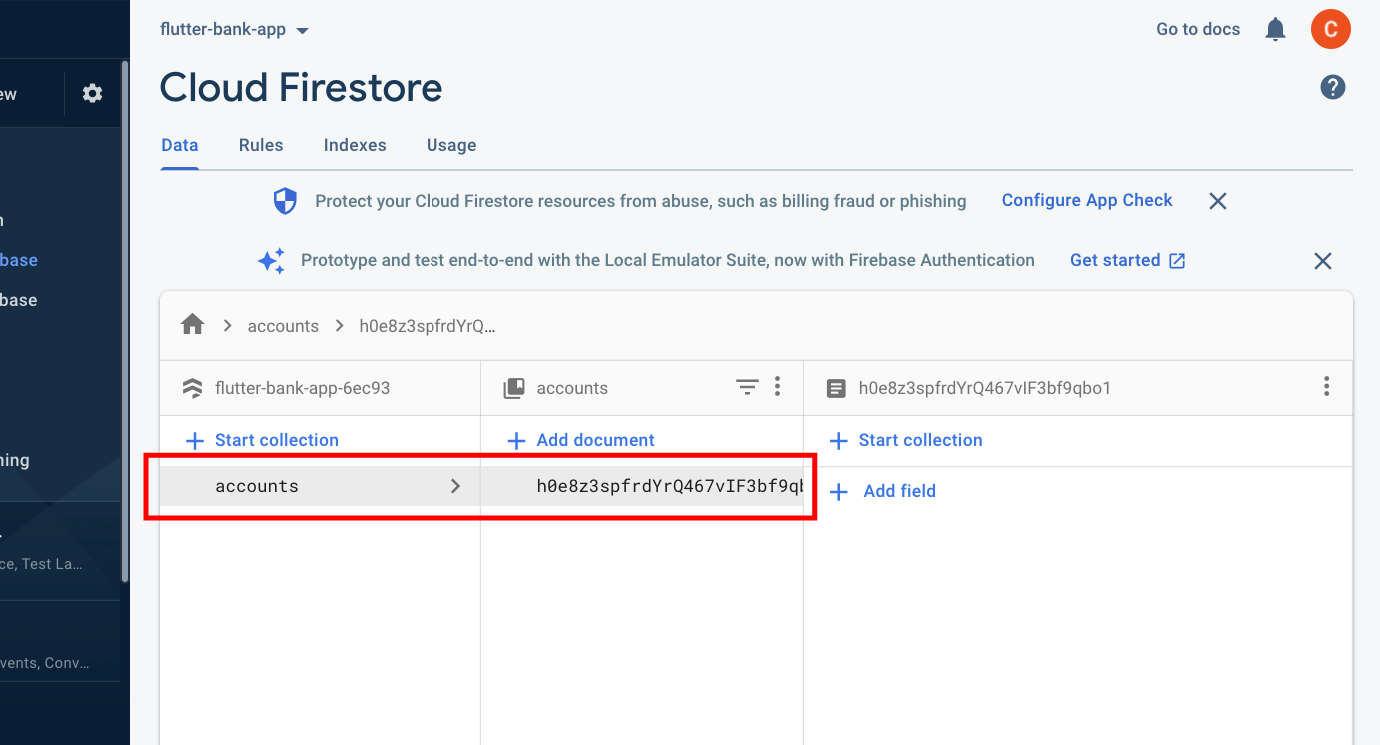 flutter-bank-app
Go to docs
C
ew
Cloud Firestore
?
Data Rules Indexes Usage
Protect your Cloud Firestore resources from abuse, such as billing fraud or phishing Configure App Check
n
base
Prototype and test end-to-end with the Local Emulator Suite, now with Firebase Authentication Get started
base
accounts
h0e8z3spfrdYrQ...
flutter-bank-app-6ec93
accounts
h0e8z3spfrdYrQ467vIF3bf9qbo1
+ Start collection
+ Add document
+ Start collection
ning
accounts
h0e8z3spfrdYrQ467vIF3bf9qb
+ Add field
ce, Test La...
vents, Conv...